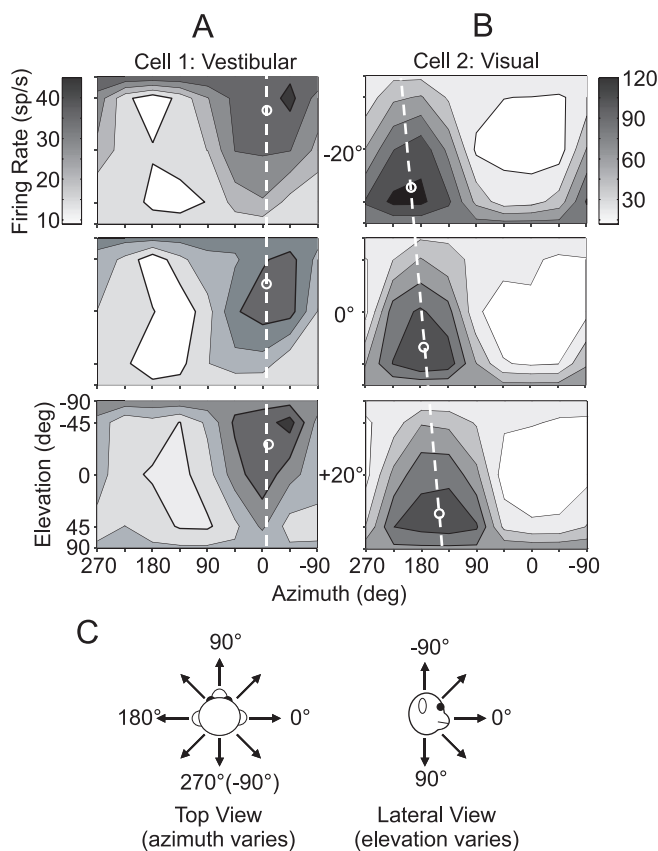 A
B
Cell 1: Vestibular
Cell 2: Visual
Firing Rate (sp/s)
40
30
20
10
120
90
60
30
-20°
0°
+20°
Elevation (deg)
-90
-45
0
45
90
270 180 90 0 -90
270 180 90 0 -90
Azimuth (deg)
C
90°
180°
0°
270°(-90°)
Top View
(azimuth varies)
-90°
0°
90°
Lateral View
(elevation varies)